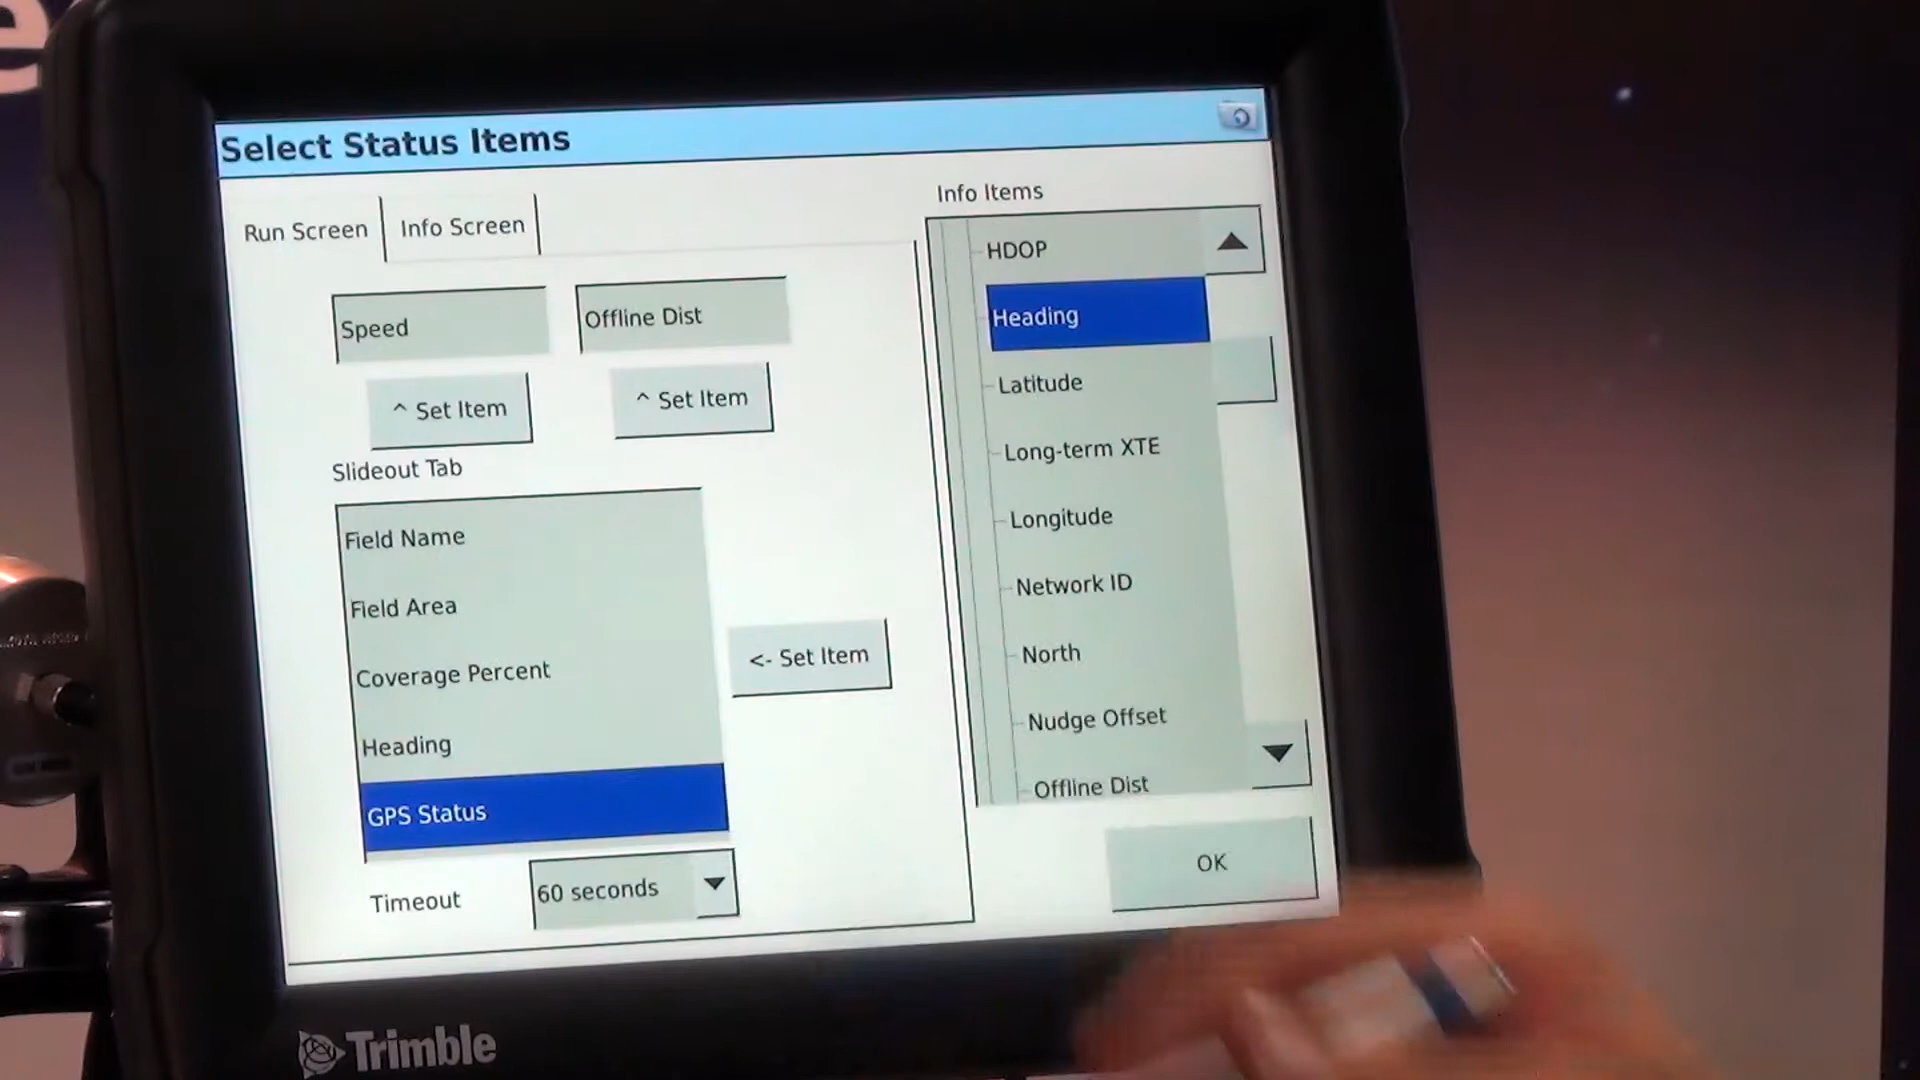 e
Select Status Items
Run Screen
Info Screen
Speed
Offline Dist
^ Set Item
^ Set Item
Slideout Tab
Field Name
Field Area
Coverage Percent
Heading
GPS Status
<- Set Item
Timeout
60 seconds
Info Items
HDOP
Heading
Latitude
Long-term XTE
Longitude
Network ID
North
Nudge Offset
Offline Dist
OK
Trimble